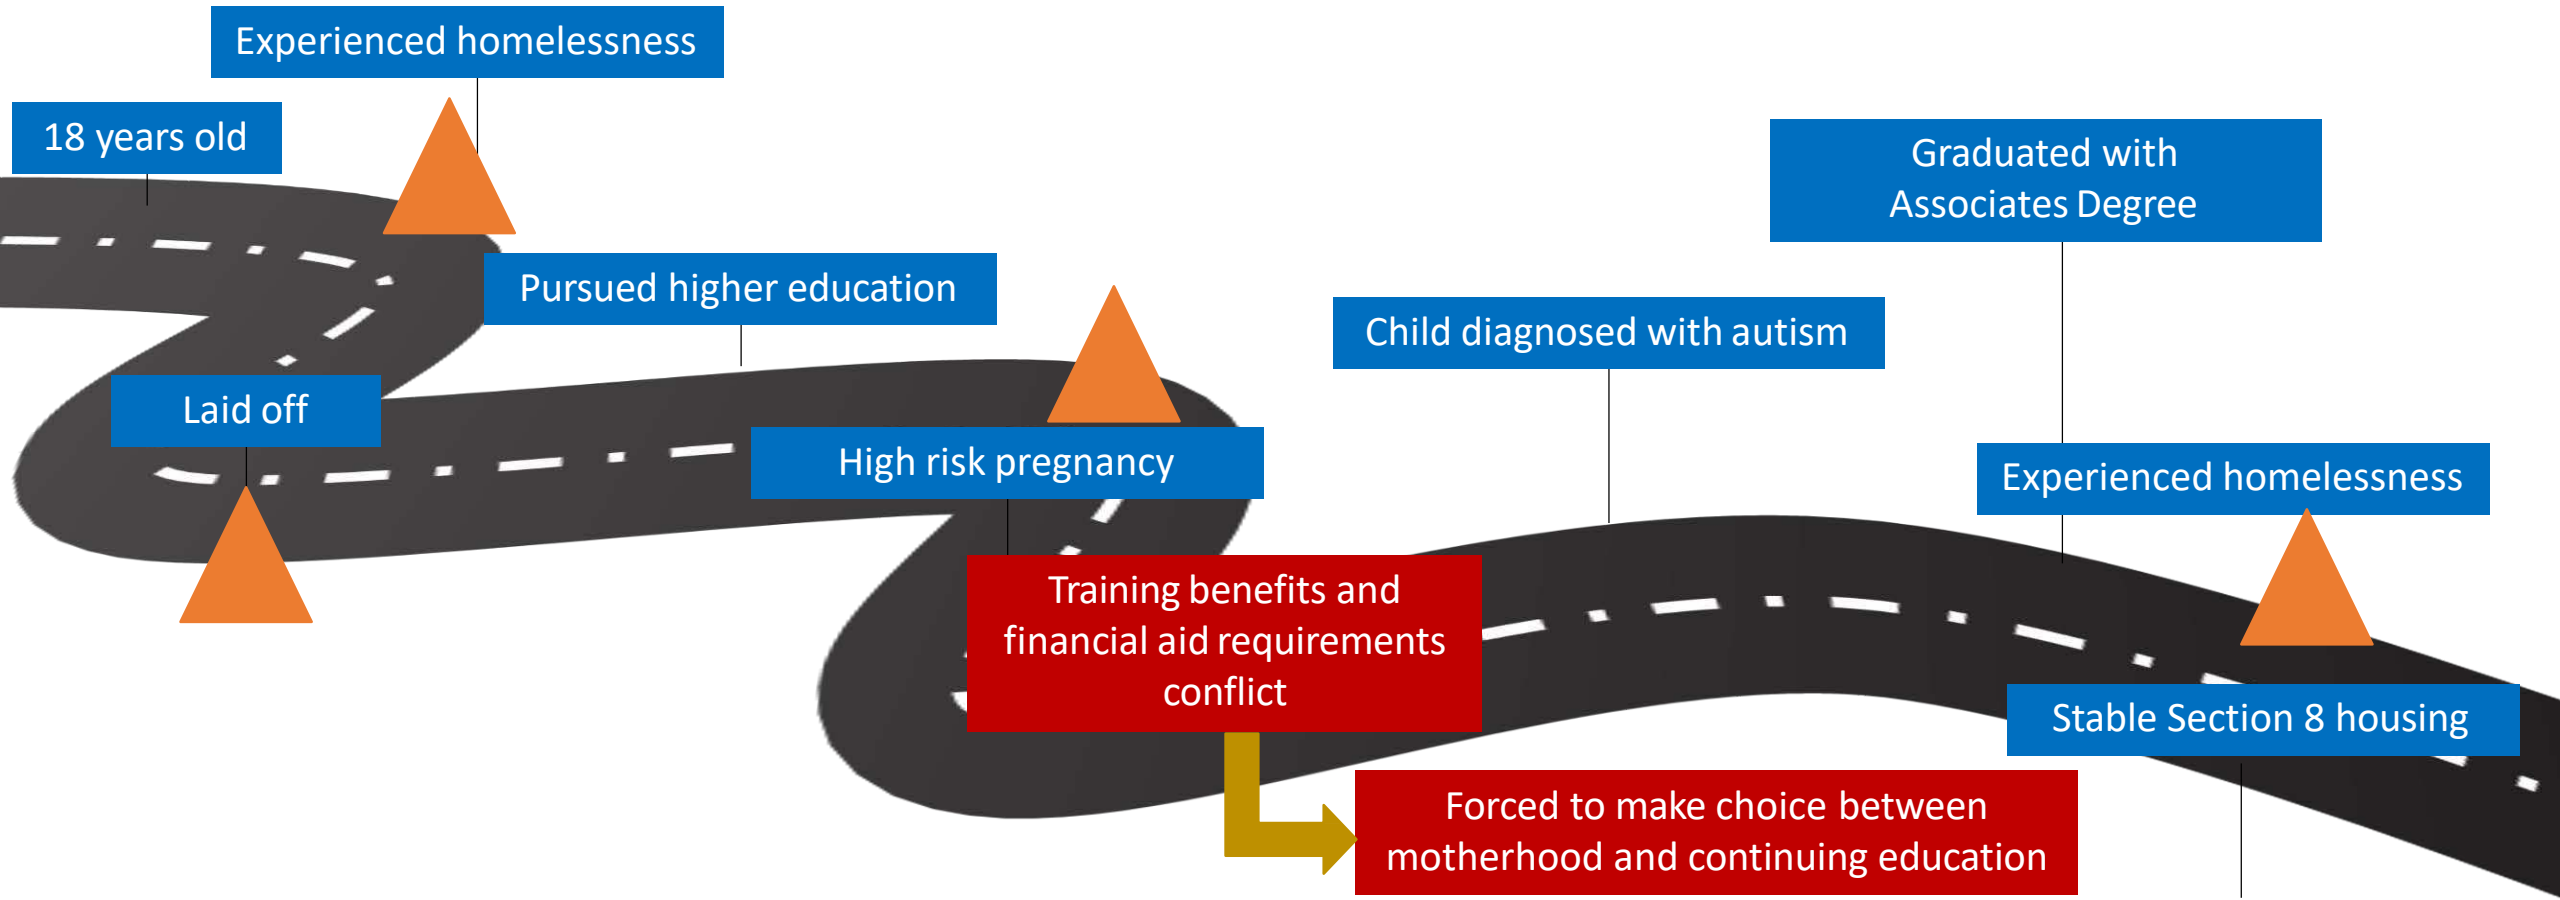 Experienced homelessness
18 years old
Laid off
Pursued higher education
High risk pregnancy
Training benefits and
financial aid requirements
conflict
Forced to make choice between
motherhood and continuing education
Child diagnosed with autism
Graduated with
Associates Degree
Experienced homelessness
Stable Section 8 housing